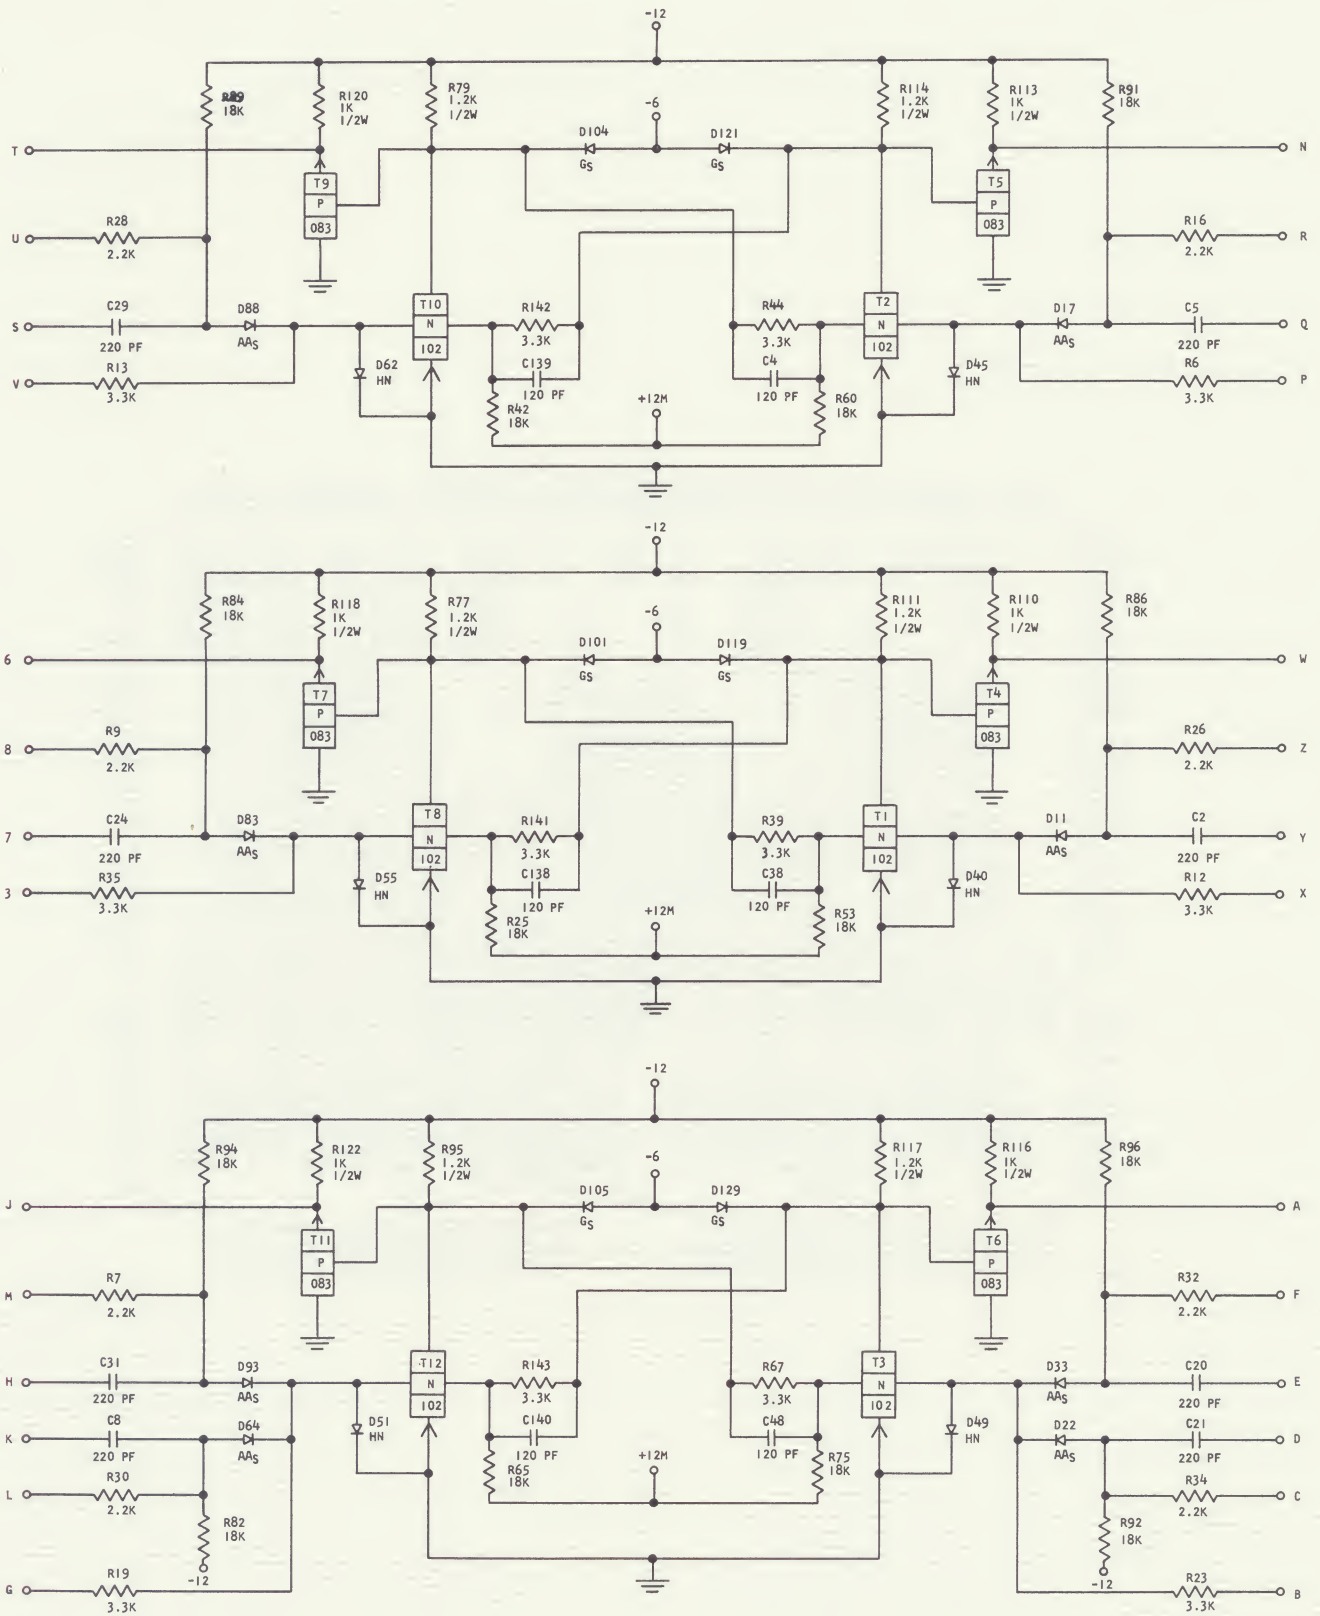 -12
R89
18K
R120
1K
1/2W
R79
1.2K
1/2W
-6
R114
1.2K
1/2W
R113
1K
1/2W
R91
18K
T
D104
GS
D121
GS
N
T9
P
083
T5
P
083
U
R28
2.2K
R16
2.2K
R
S
C29
220 PF
D88
AAS
T10
N
102
R142
3.3K
R44
3.3K
T2
N
102
D17
AAS
C5
220 PF
Q
V
R13
3.3K
D62
HN
C139
120 PF
C4
120 PF
D45
HN
R6
3.3K
P
R42
18K
+12M
R60
18K
-12
R84
18K
R118
1K
1/2W
R77
1.2K
1/2W
-6
R111
1.2K
1/2W
R110
1K
1/2W
R86
18K
6
D101
GS
D119
GS
W
T7
P
083
T4
P
083
8
R9
2.2K
R26
2.2K
Z
7
C24
220 PF
D83
AAS
T8
N
102
R141
3.3K
R39
3.3K
T1
N
102
D11
AAS
C2
220 PF
Y
3
R35
3.3K
D55
HN
C138
120 PF
C38
120 PF
D40
HN
R12
3.3K
X
R25
18K
+12M
R53
18K
-12
R94
18K
R122
1K
1/2W
R95
1.2K
1/2W
-6
R117
1.2K
1/2W
R116
1K
1/2W
R96
18K
J
D105
GS
D129
GS
A
T11
P
083
T6
P
083
M
R7
2.2K
R32
2.2K
F
H
C31
220 PF
D93
AAS
T12
N
102
R143
3.3K
R67
3.3K
T3
N
102
D33
AAS
C20
220 PF
E
K
C8
220 PF
D64
AAS
D51
HN
C140
120 PF
C48
120 PF
D49
HN
D22
AAS
C21
220 PF
D
R65
18K
+12M
R75
18K
L
R30
2.2K
R34
2.2K
C
R82
18K
-12
R92
18K
-12
G
R19
3.3K
R23
3.3K
B